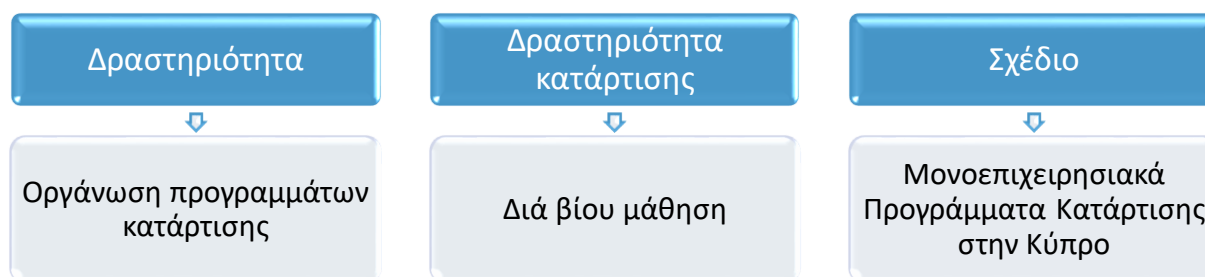 Δραστηριότητα
Οργάνωση προγραμμάτων
κατάρτισης
Δραστηριότητα
κατάρτισης
Διά βίου μάθηση
Σχέδιο
Μονοεπιχειρησιακά
Προγράμματα Κατάρτισης
στην Κύπρο